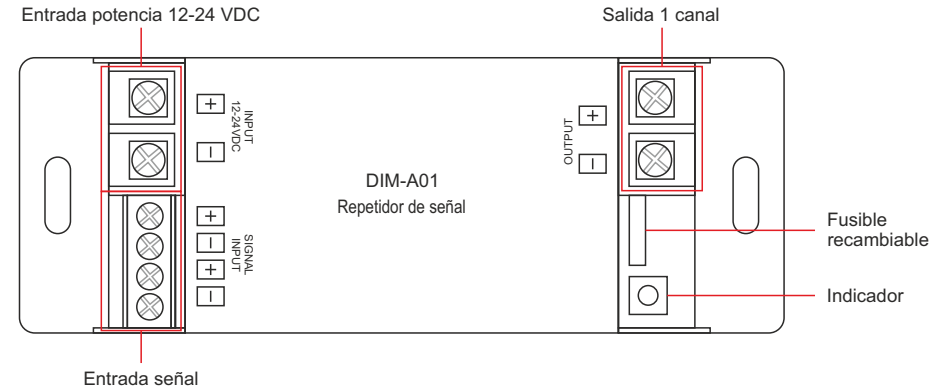 Entrada potencia 12-24 VDC
Salida 1 canal
+
INPUT
12-24VDC
-
OUTPUT
+
-
DIM-A01
Repetidor de señal
+
-
SIGNAL
INPUT
+
-
Fusible
recambiable
Indicador
Entrada señal